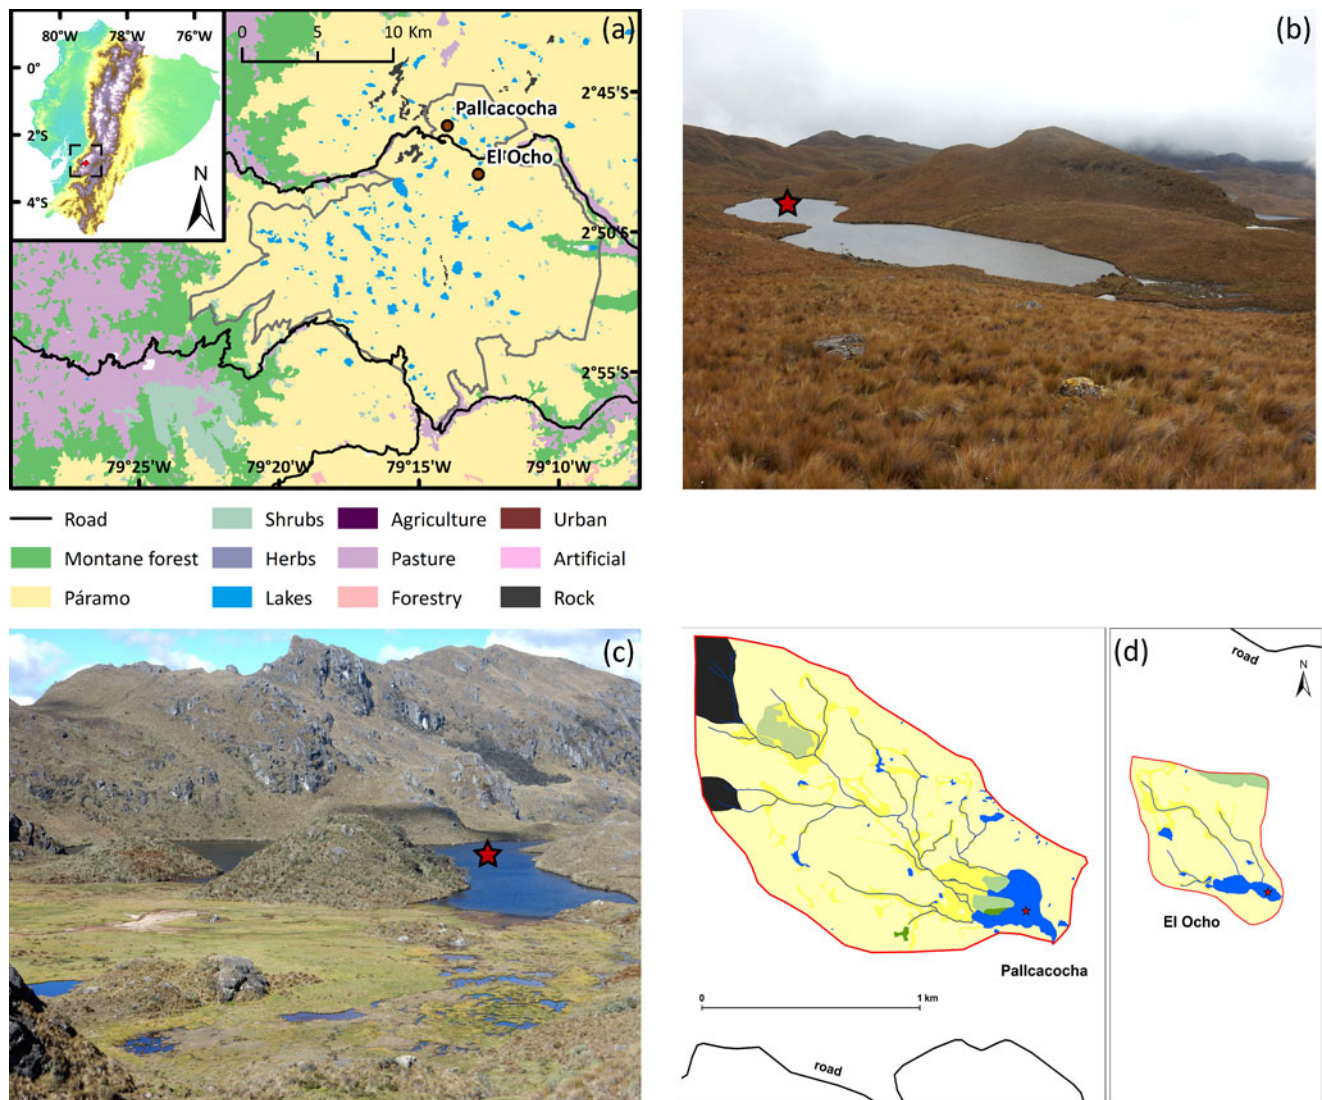 80°W 78°W 76°W
0°
2°S
4°S
N
0 5 10 Km
(a)
2°45'S
Pallcacocha
El Ocho
2°50'S
2°55'S
79°25'W 79°20'W 79°15'W 79°10'W
(b)
Road Shrubs Agriculture Urban
Montane forest Herbs Pasture Artificial
Páramo Lakes Forestry Rock
(c)
(d)
road
N
El Ocho
Pallcacocha
0 1 km
road